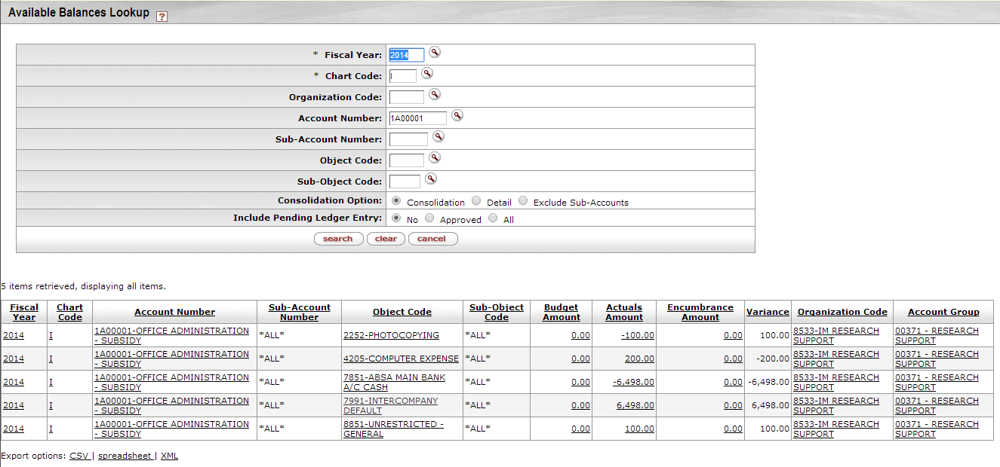 Available Balances Lookup ?
* Fiscal Year: 2014
* Chart Code: I
Organization Code:
Account Number: 1A00001
Sub-Account Number:
Object Code:
Sub-Object Code:
Consolidation Option: Consolidation Detail Exclude Sub-Accounts
Include Pending Ledger Entry: No Approved All
search clear cancel
5 items retrieved, displaying all items.
Fiscal Year Chart Code Account Number Sub-Account Number Object Code Sub-Object Code Budget Amount Actuals Amount Encumbrance Amount Variance Organization Code Account Group
2014 I 1A00001-OFFICE ADMINISTRATION - SUBSIDY *ALL* 2252-PHOTOCOPYING *ALL* 0.00 -100.00 0.00 100.00 8533-IM RESEARCH SUPPORT 00371 - RESEARCH SUPPORT
2014 I 1A00001-OFFICE ADMINISTRATION - SUBSIDY *ALL* 4205-COMPUTER EXPENSE *ALL* 0.00 200.00 0.00 -200.00 8533-IM RESEARCH SUPPORT 00371 - RESEARCH SUPPORT
2014 I 1A00001-OFFICE ADMINISTRATION - SUBSIDY *ALL* 7851-ABSA MAIN BANK A/C CASH *ALL* 0.00 -6,498.00 0.00 -6,498.00 8533-IM RESEARCH SUPPORT 00371 - RESEARCH SUPPORT
2014 I 1A00001-OFFICE ADMINISTRATION - SUBSIDY *ALL* 7991-INTERCOMPANY DEFAULT *ALL* 0.00 6,498.00 0.00 6,498.00 8533-IM RESEARCH SUPPORT 00371 - RESEARCH SUPPORT
2014 I 1A00001-OFFICE ADMINISTRATION - SUBSIDY *ALL* 8851-UNRESTRICTED - GENERAL *ALL* 0.00 100.00 0.00 100.00 8533-IM RESEARCH SUPPORT 00371 - RESEARCH SUPPORT
Export options: CSV | spreadsheet | XML